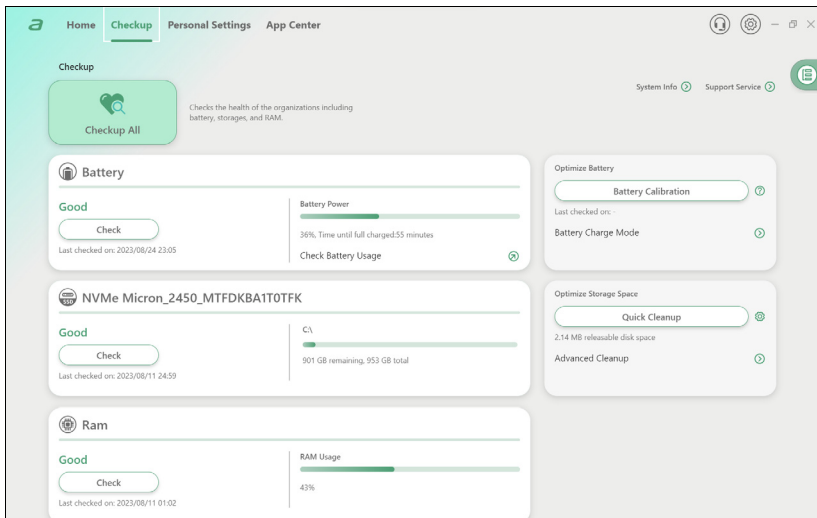 a
Home Checkup Personal Settings App Center
Checkup
System Info Support Service
Checkup All
Checks the health of the organizations including
battery, storages, and RAM.
Battery
Good
Check
Last checked on: 2023/08/24 23:05
Battery Power
36%, Time until full charged:55 minutes
Check Battery Usage
Optimize Battery
Battery Calibration
?
Last checked on: -
Battery Charge Mode
SSD
NVMe Micron_2450_MTFDKBA1T0TFK
Good
Check
Last checked on: 2023/08/11 24:59
C:\
901 GB remaining, 953 GB total
Optimize Storage Space
Quick Cleanup
2.14 MB releasable disk space
Advanced Cleanup
Ram
Good
Check
Last checked on: 2023/08/11 01:02
RAM Usage
43%